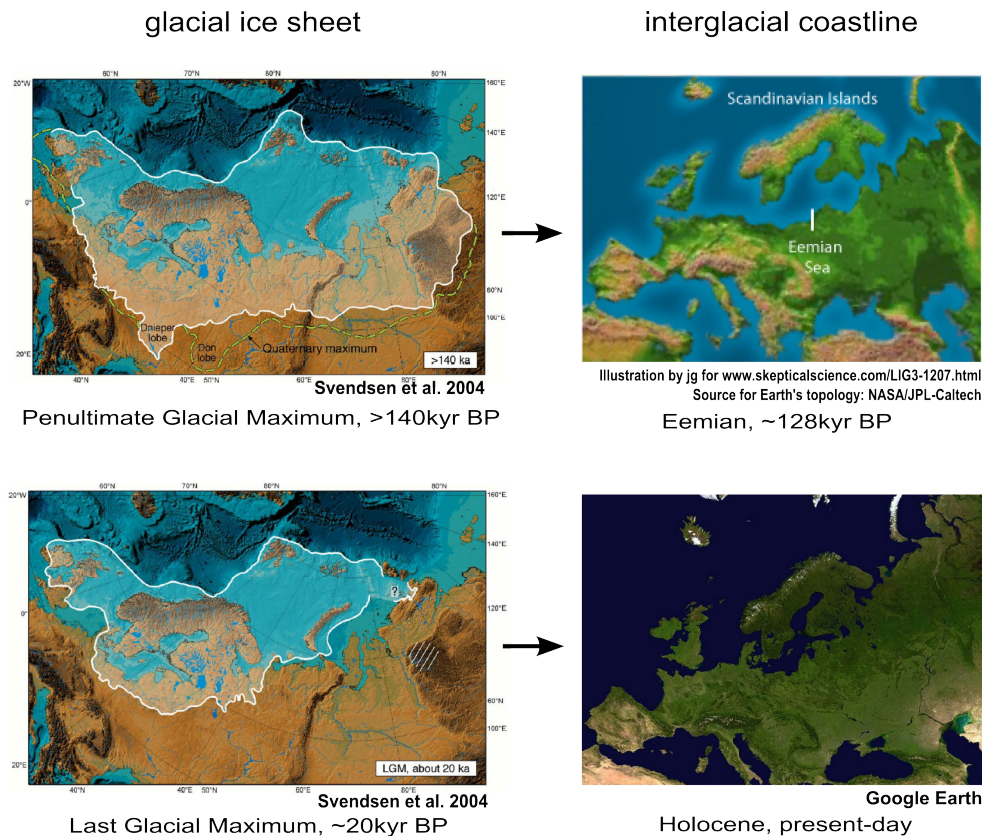 glacial ice sheet
interglacial coastline
60°N 70°N 80°N 80°N
20°W
160°E
140°E
120°E
0°
80°N
100°E
20°E
40°E 50°N 60°E 80°E
Dnieper
lobe
Don
lobe
Quaternary maximum
>140 ka
Svendsen et al. 2004
Penultimate Glacial Maximum, >140kyr BP
Scandinavian Islands
Eemian
Sea
Illustration by jg for www.skepticalscience.com/LIG3-1207.html
Source for Earth's topology: NASA/JPL-Caltech
Eemian, ~128kyr BP
60°N 70°N 80°N 80°N
20°W
160°E
140°E
?
120°E
0°
60°N
100°E
20°E
40°E 50°N 60°E 80°E
LGM, about 20 ka
Svendsen et al. 2004
Last Glacial Maximum, ~20kyr BP
Google Earth
Holocene, present-day